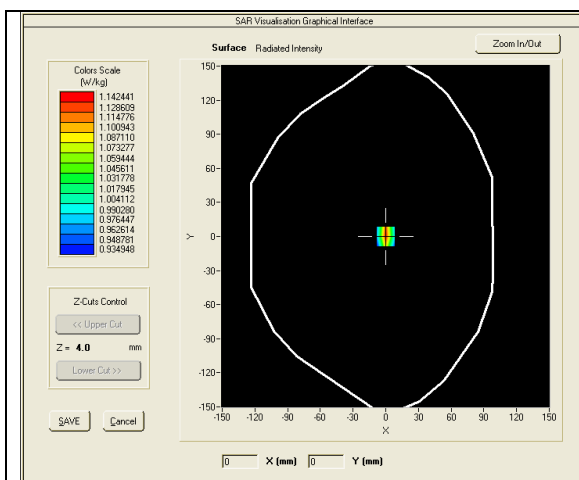 SAR Visualisation Graphical Interface
Surface Radiated Intensity
Zoom In/Out
Colors Scale
(W/kg)
1.142441
1.128609
1.114776
1.100943
1.087110
1.073277
1.059444
1.045611
1.031778
1.017945
1.004112
0.990280
0.976447
0.962614
0.948781
0.934948
Z-Cuts Control
<< Upper Cut
Z = 4.0 mm
Lower Cut >>
SAVE Cancel
150
120
90
60
30
0
-30
-60
-90
-120
-150
Y
-150 -120 -90 -60 -30 0 30 60 90 120 150
X
0 X (mm) 0 Y (mm)